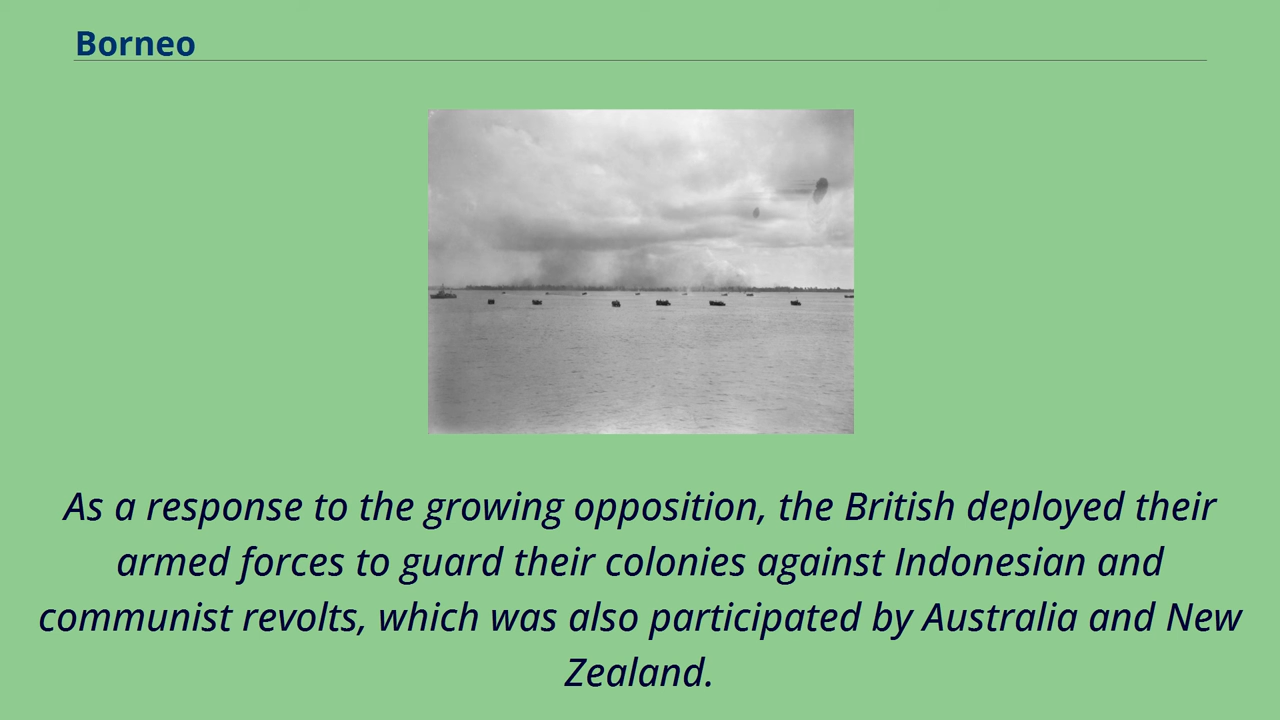 Borneo
As a response to the growing opposition, the British deployed their
armed forces to guard their colonies against Indonesian and
communist revolts, which was also participated by Australia and New
Zealand.